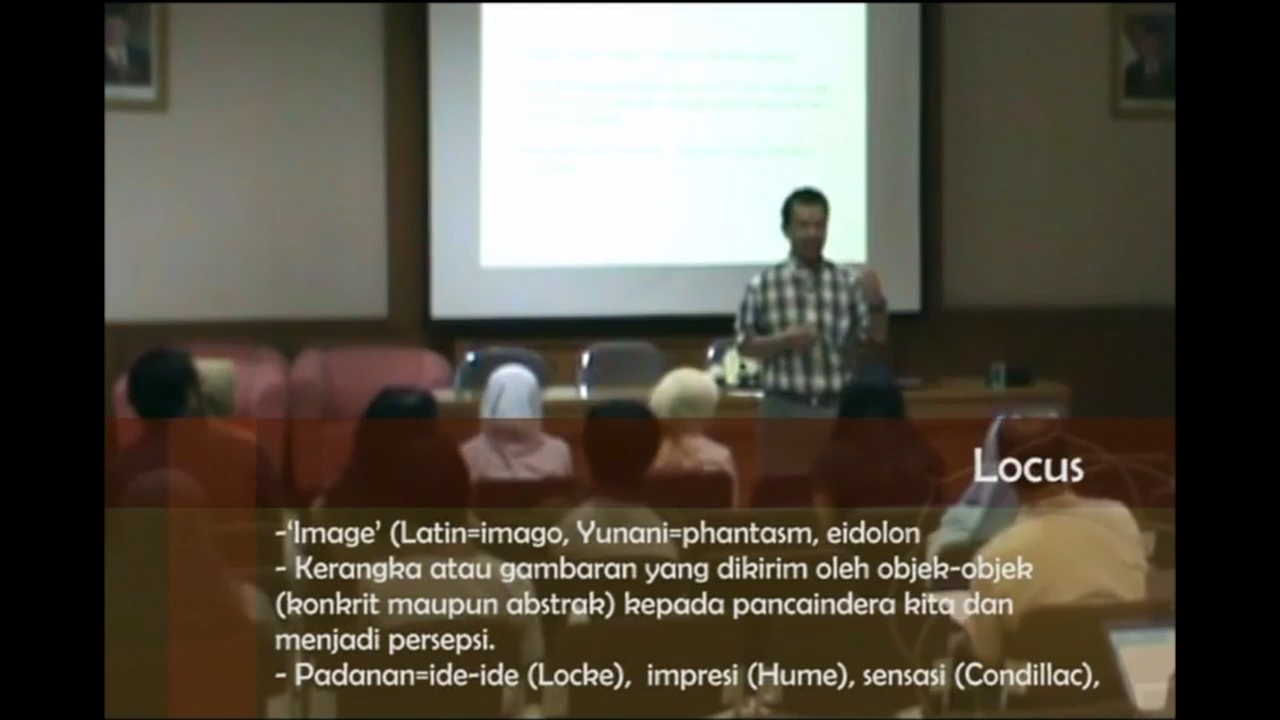 Locus
-‘Image’ (Latin=imago, Yunani=phantasm, eidolon
- Kerangka atau gambaran yang dikirim oleh objek-objek
(konkrit maupun abstrak) kepada pancaindera kita dan
menjadi persepsi.
- Padanan=ide-ide (Locke), impresi (Hume), sensasi (Condillac),